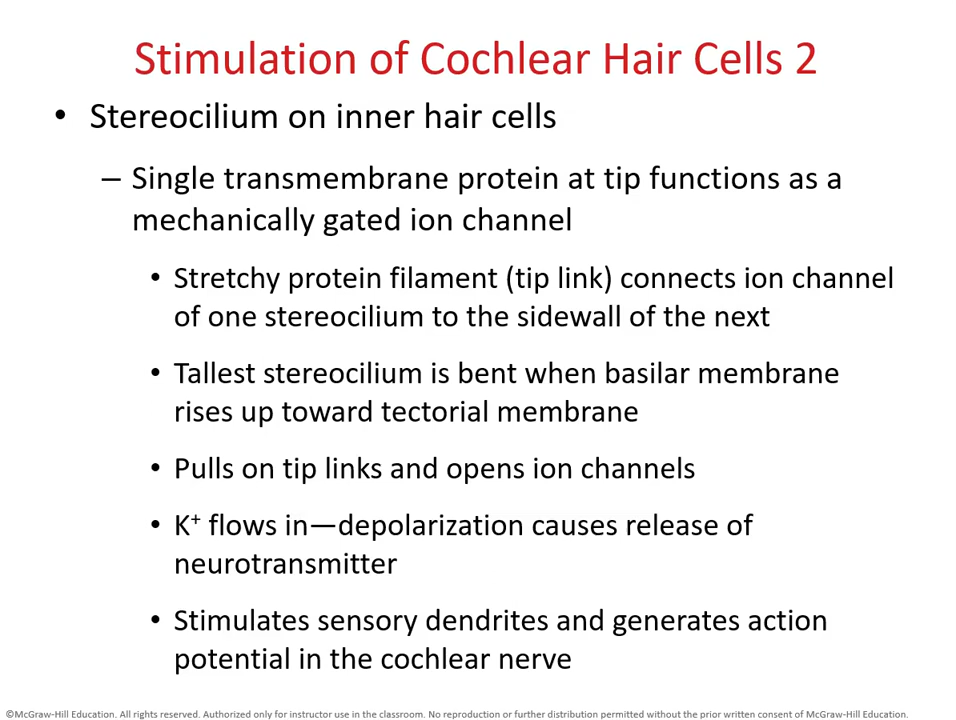 Stimulation of Cochlear Hair Cells 2
• Stereocilium on inner hair cells
– Single transmembrane protein at tip functions as a
mechanically gated ion channel
• Stretchy protein filament (tip link) connects ion channel
of one stereocilium to the sidewall of the next
• Tallest stereocilium is bent when basilar membrane
rises up toward tectorial membrane
• Pulls on tip links and opens ion channels
• K⁺ flows in—depolarization causes release of
neurotransmitter
• Stimulates sensory dendrites and generates action
potential in the cochlear nerve
©McGraw-Hill Education. All rights reserved. Authorized only for instructor use in the classroom. No reproduction or further distribution permitted without the prior written consent of McGraw-Hill Education.